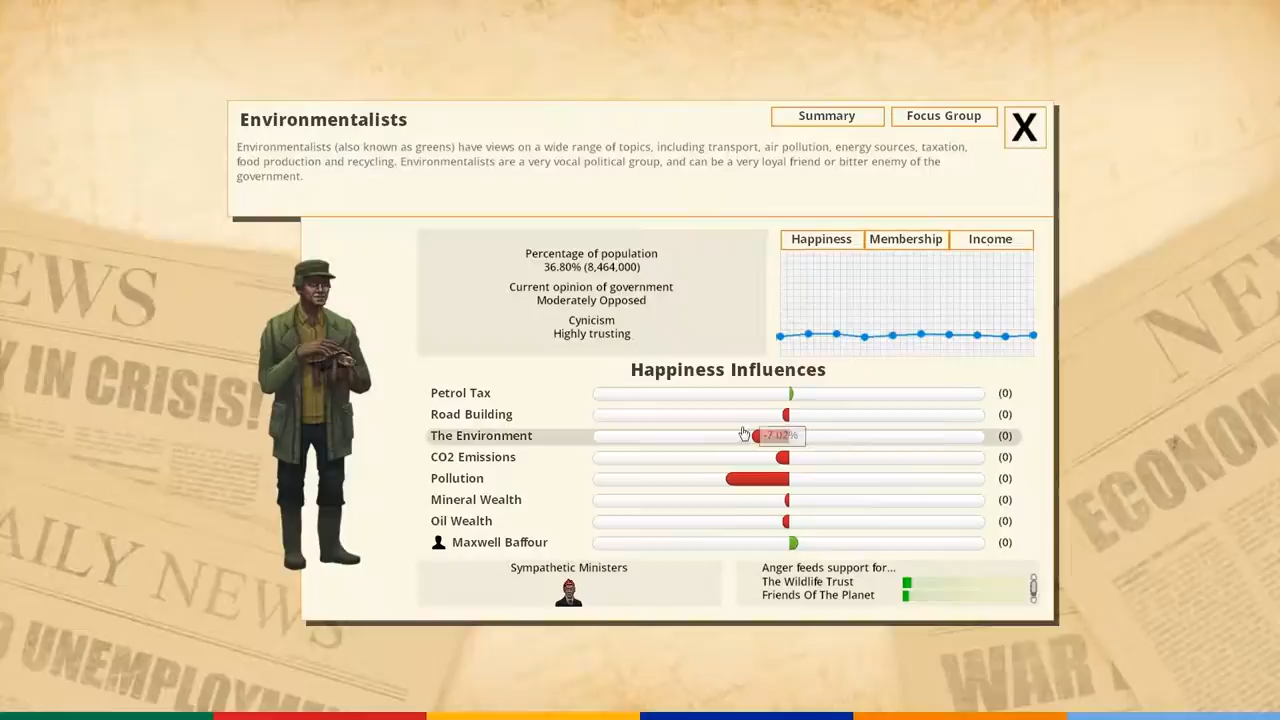 Environmentalists
Summary
Focus Group
X
Environmentalists (also known as greens) have views on a wide range of topics, including transport, air pollution, energy sources, taxation,
food production and recycling. Environmentalists are a very vocal political group, and can be a very loyal friend or bitter enemy of the
government.
Percentage of population
36.80% (8,464,000)
Current opinion of government
Moderately Opposed
Cynicism
Highly trusting
Happiness
Membership
Income
Happiness Influences
Petrol Tax (0)
Road Building (0)
The Environment -7.02% (0)
CO2 Emissions (0)
Pollution (0)
Mineral Wealth (0)
Oil Wealth (0)
Maxwell Baffour (0)
Sympathetic Ministers
Anger feeds support for...
The Wildlife Trust
Friends Of The Planet
EWS
Y IN CRISIS!
DAILY NEWS
UNEMPLOYM
NE
ECONOM
WAR